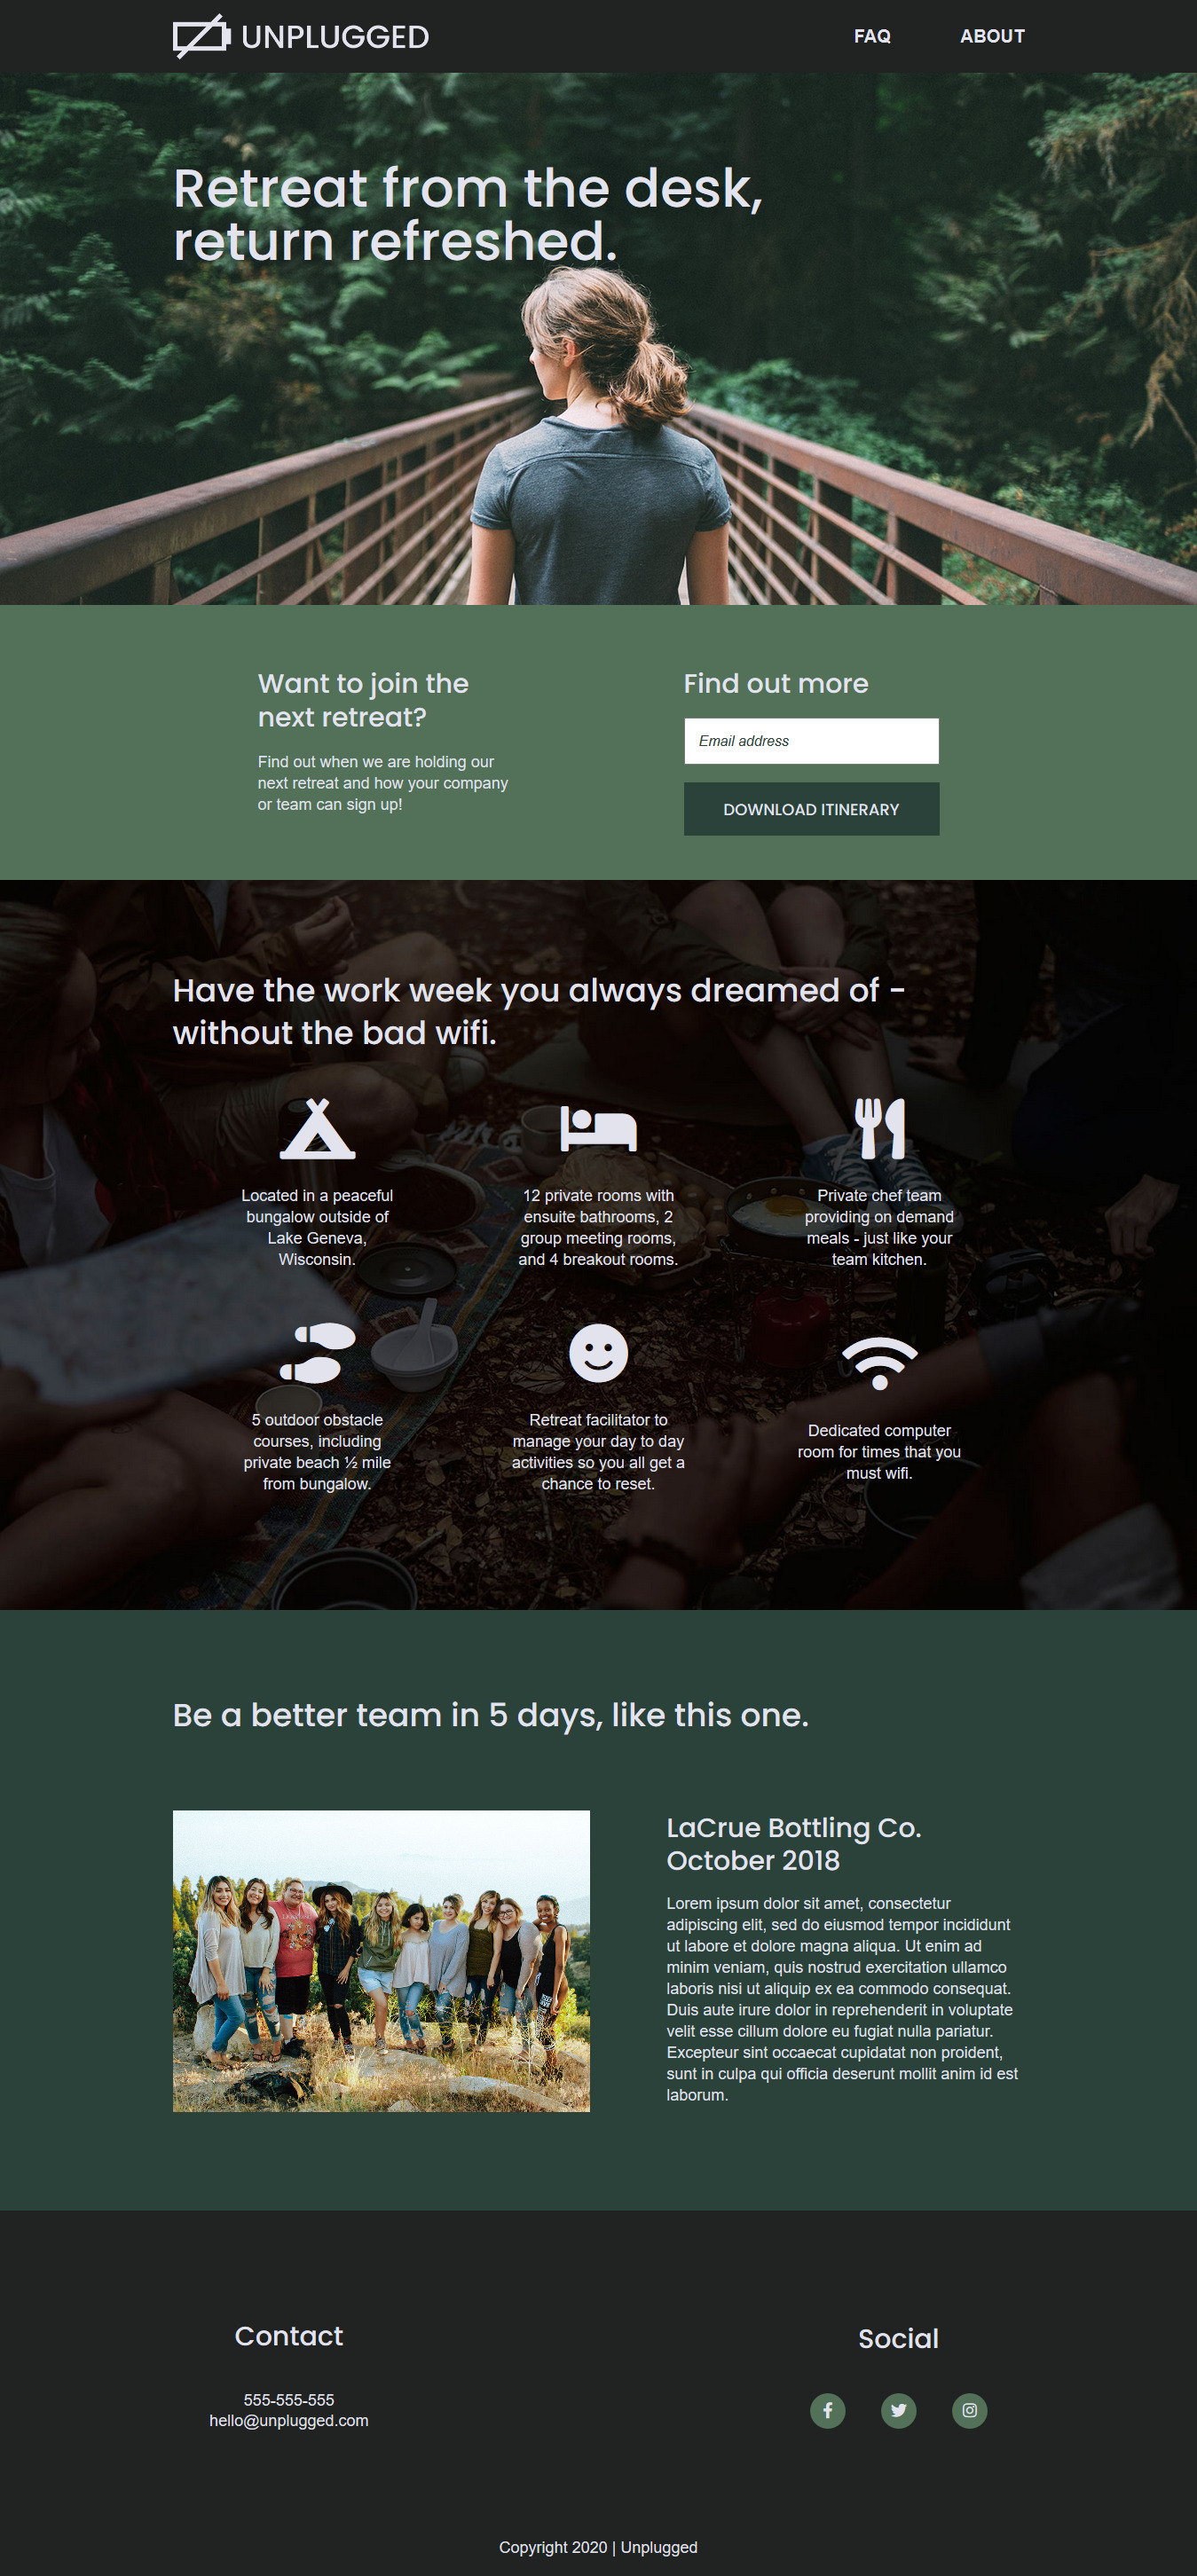 UNPLUGGED
FAQ
ABOUT
Retreat from the desk,
return refreshed.
Want to join the
next retreat?
Find out when we are holding our
next retreat and how your company
or team can sign up!
Find out more
Email address
DOWNLOAD ITINERARY
Have the work week you always dreamed of -
without the bad wifi.
Located in a peaceful
bungalow outside of
Lake Geneva,
Wisconsin.
12 private rooms with
ensuite bathrooms, 2
group meeting rooms,
and 4 breakout rooms.
Private chef team
providing on demand
meals - just like your
team kitchen.
5 outdoor obstacle
courses, including
private beach ½ mile
from bungalow.
Retreat facilitator to
manage your day to day
activities so you all get a
chance to reset.
Dedicated computer
room for times that you
must wifi.
Be a better team in 5 days, like this one.
LaCrue Bottling Co.
October 2018
Lorem ipsum dolor sit amet, consectetur
adipiscing elit, sed do eiusmod tempor incididunt
ut labore et dolore magna aliqua. Ut enim ad
minim veniam, quis nostrud exercitation ullamco
laboris nisi ut aliquip ex ea commodo consequat.
Duis aute irure dolor in reprehenderit in voluptate
velit esse cillum dolore eu fugiat nulla pariatur.
Excepteur sint occaecat cupidatat non proident,
sunt in culpa qui officia deserunt mollit anim id est
laborum.
Contact
555-555-555
hello@unplugged.com
Social
Copyright 2020 | Unplugged